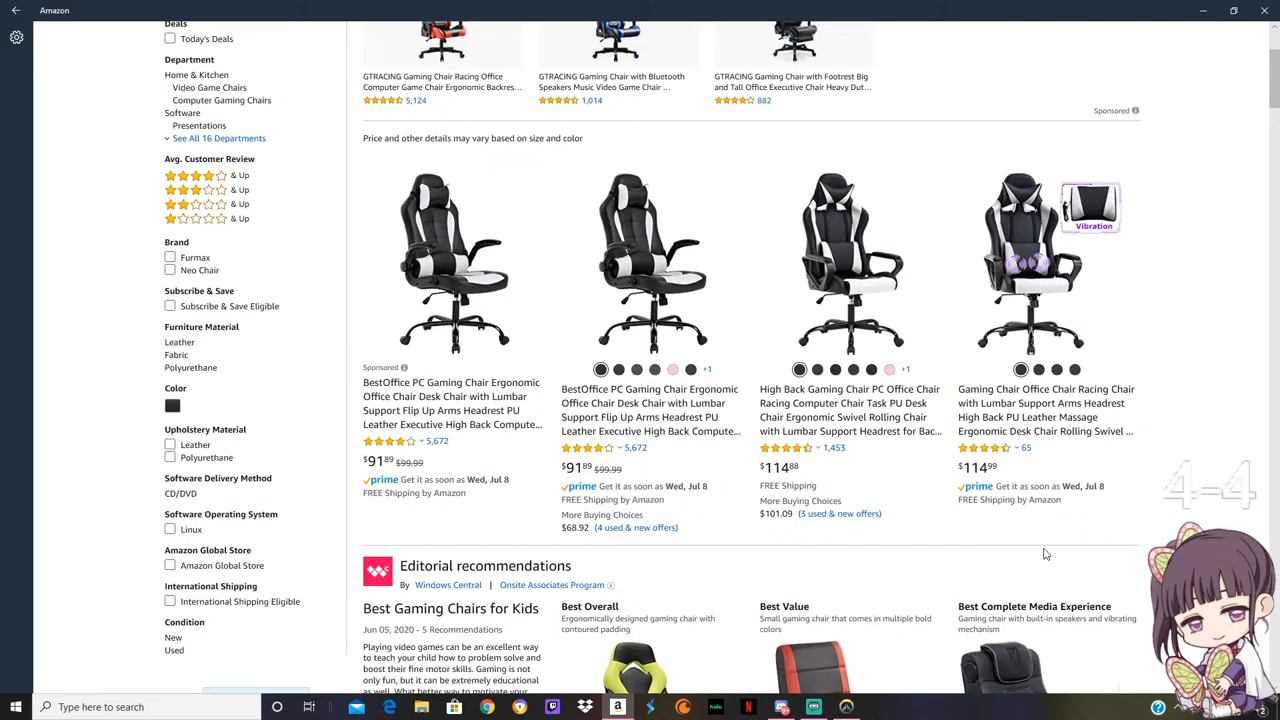 Amazon
Deals
Today's Deals
Department
Home & Kitchen
Video Game Chairs
Computer Gaming Chairs
Software
Presentations
See All 16 Departments
Avg. Customer Review
& Up
& Up
& Up
& Up
Brand
Furmax
Neo Chair
Subscribe & Save
Subscribe & Save Eligible
Furniture Material
Leather
Fabric
Polyurethane
Color
Upholstery Material
Leather
Polyurethane
Software Delivery Method
CD/DVD
Software Operating System
Linux
Amazon Global Store
Amazon Global Store
International Shipping
International Shipping Eligible
Condition
New
Used
GTRACING Gaming Chair Racing Office
Computer Game Chair Ergonomic Backres...
5,124
GTRACING Gaming Chair with Bluetooth
Speakers Music Video Game Chair ...
1,014
GTRACING Gaming Chair with Footrest Big
and Tall Office Executive Chair Heavy Dut...
882
Sponsored
Price and other details may vary based on size and color
Sponsored
BestOffice PC Gaming Chair Ergonomic
Office Chair Desk Chair with Lumbar
Support Flip Up Arms Headrest PU
Leather Executive High Back Compute...
5,672
$91 89 $99.99
prime Get it as soon as Wed, Jul 8
FREE Shipping by Amazon
+1
BestOffice PC Gaming Chair Ergonomic
Office Chair Desk Chair with Lumbar
Support Flip Up Arms Headrest PU
Leather Executive High Back Compute...
5,672
$91 89 $99.99
prime Get it as soon as Wed, Jul 8
FREE Shipping by Amazon
More Buying Choices
$68.92 (4 used & new offers)
+1
High Back Gaming Chair PC Office Chair
Racing Computer Chair Task PU Desk
Chair Ergonomic Swivel Rolling Chair
with Lumbar Support Headrest for Bac...
1,453
$114 88
FREE Shipping
More Buying Choices
$101.09 (3 used & new offers)
Vibration
Gaming Chair Office Chair Racing Chair
with Lumbar Support Arms Headrest
High Back PU Leather Massage
Ergonomic Desk Chair Rolling Swivel ...
65
$114 99
prime Get it as soon as Wed, Jul 8
FREE Shipping by Amazon
4-4
Editorial recommendations
By Windows Central | Onsite Associates Program
Best Gaming Chairs for Kids
Jun 05, 2020 - 5 Recommendations
Playing video games can be an excellent way
to teach your child how to problem solve and
boost their fine motor skills. Gaming is not
only fun, but it can be extremely educational
as well. What better way to motivate your
Best Overall
Ergonomically designed gaming chair with
contoured padding
Best Value
Small gaming chair that comes in multiple bold
colors
Best Complete Media Experience
Gaming chair with built-in speakers and vibrating
mechanism
Type here to search
hulu